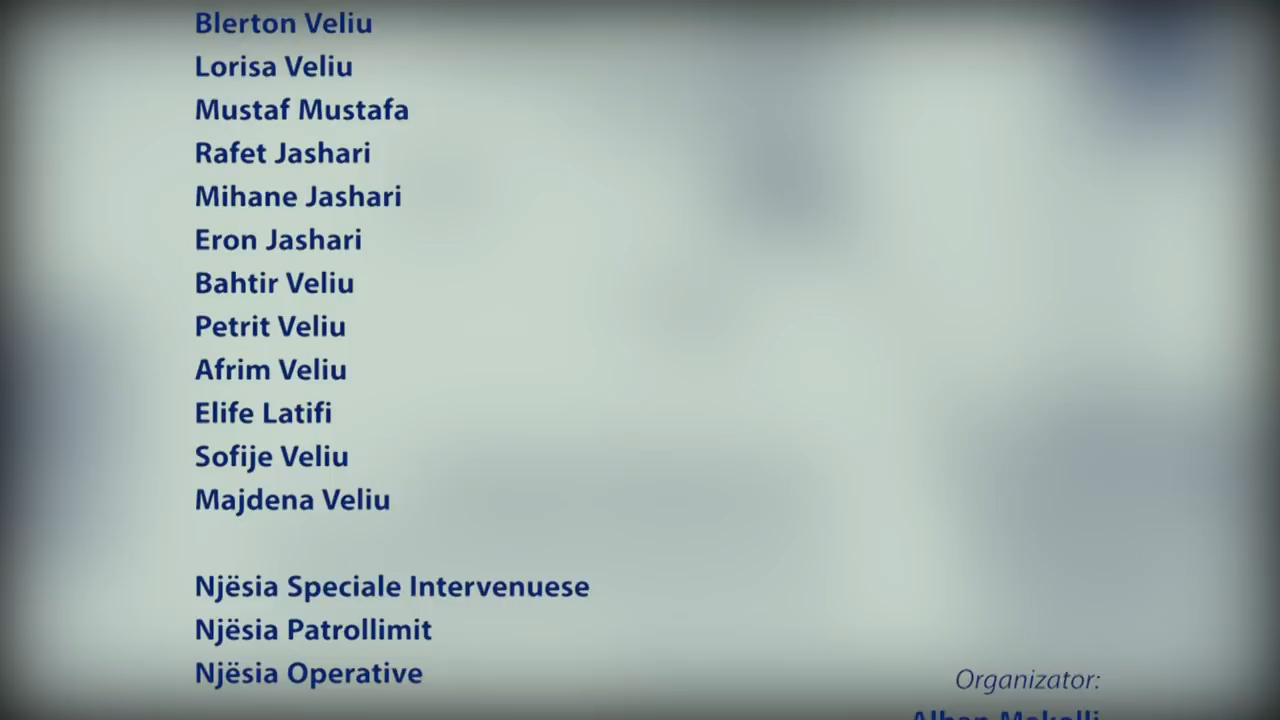 Blerton Veliu
Lorisa Veliu
Mustaf Mustafa
Rafet Jashari
Mihane Jashari
Eron Jashari
Bahtir Veliu
Petrit Veliu
Afrim Veliu
Elife Latifi
Sofije Veliu
Majdena Veliu
Njësia Speciale Intervenuese
Njësia Patrollimit
Njësia Operative
Organizator: